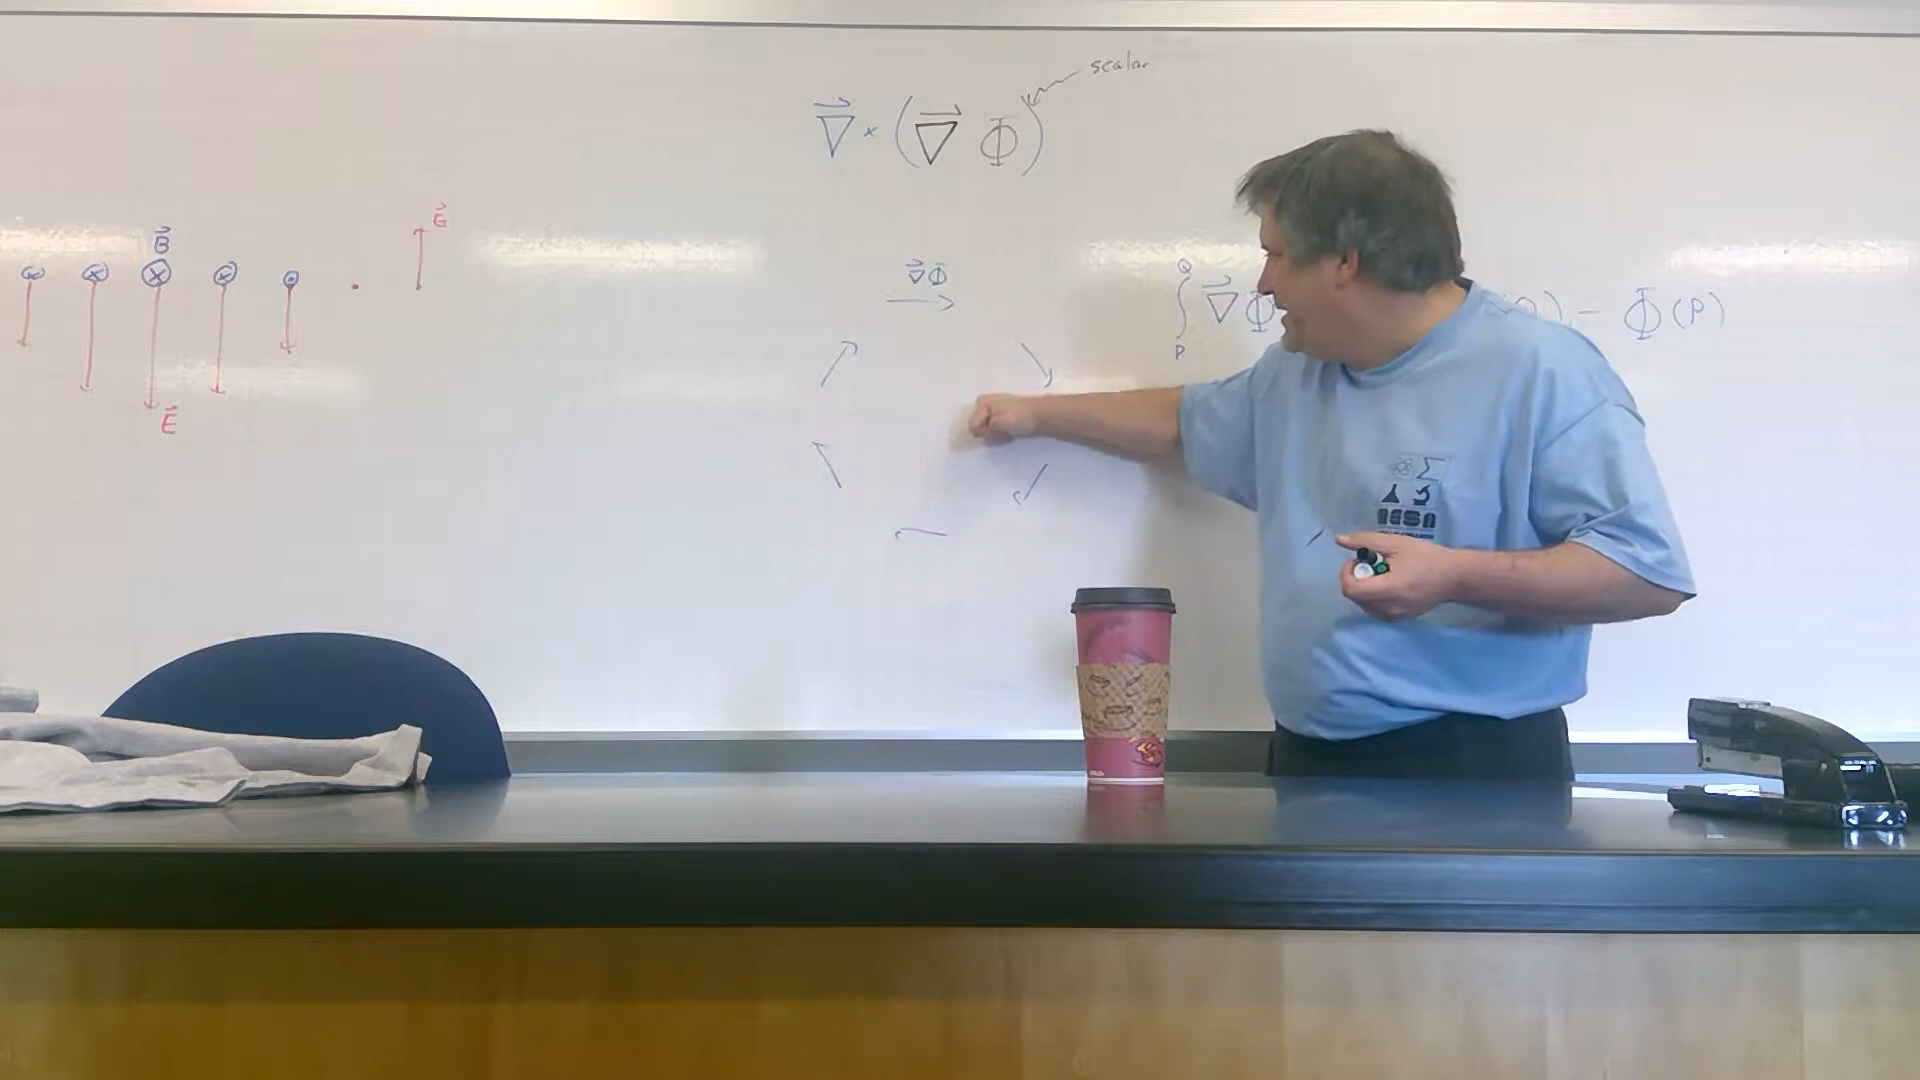 scalar
∇⃗ × (∇⃗ Φ)
E⃗
B⃗
∇⃗Φ
Q
∫ ∇⃗Φ Q) - Φ(P)
P
E⃗
Σ